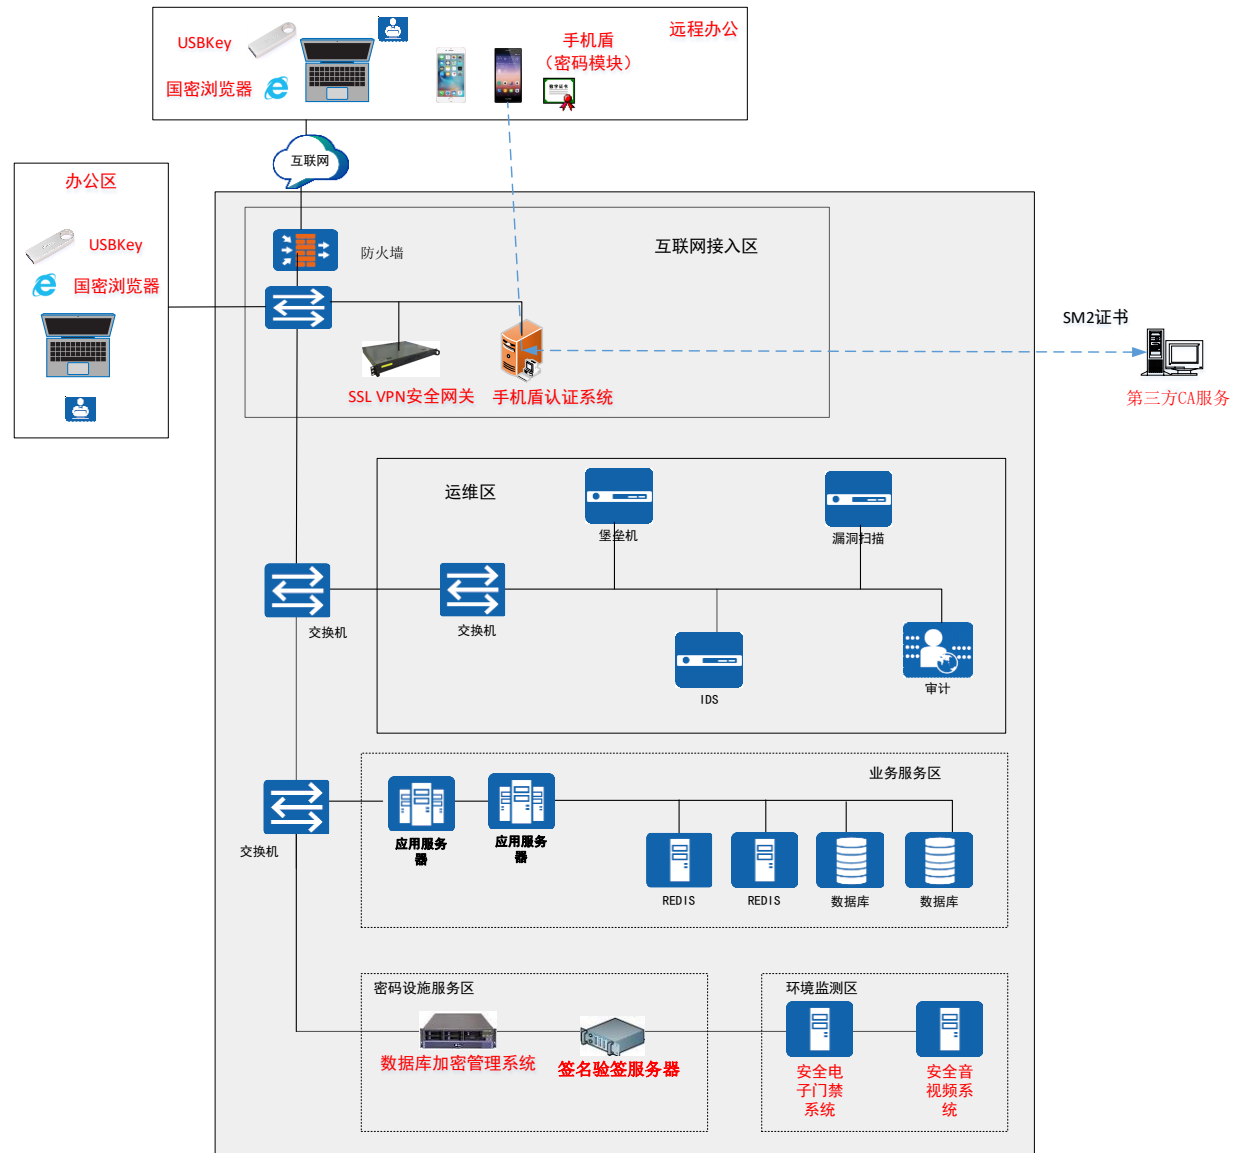 远程办公
USBKey
手机盾
（密码模块）
国密浏览器
数字证书
互联网
办公区
USBKey
国密浏览器
防火墙
互联网接入区
SM2证书
SSL VPN安全网关
手机盾认证系统
第三方CA服务
运维区
堡垒机
漏洞扫描
交换机
交换机
IDS
审计
业务服务区
交换机
应用服务
器
应用服务
器
REDIS
REDIS
数据库
数据库
密码设施服务区
环境监测区
数据库加密管理系统
签名验签服务器
安全电
子门禁
系统
安全音
视频系
统